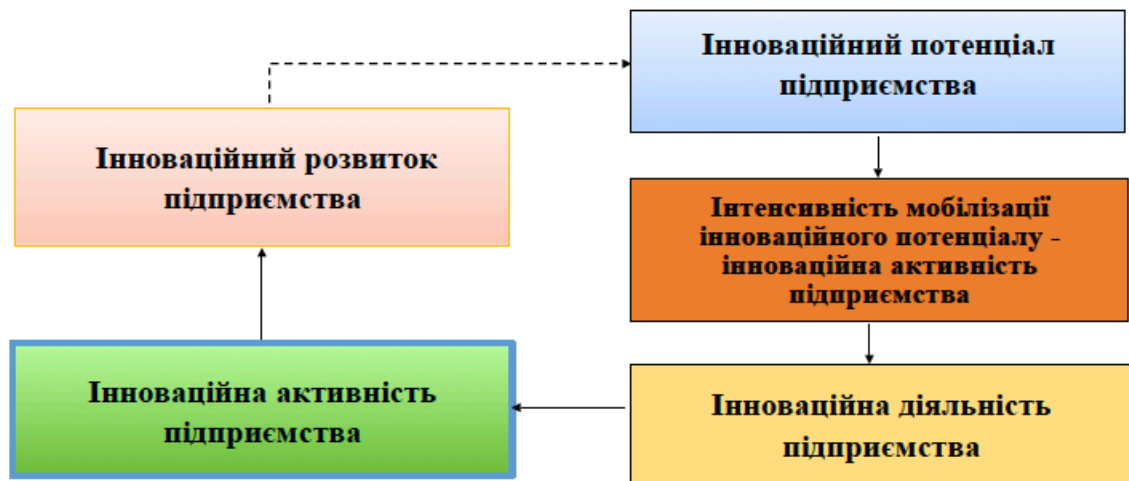 Інноваційний потенціал
підприємства
Інноваційний розвиток
підприємства
Інтенсивність мобілізації
інноваційного потенціалу -
інноваційна активність
підприємства
Інноваційна активність
підприємства
Інноваційна діяльність
підприємства